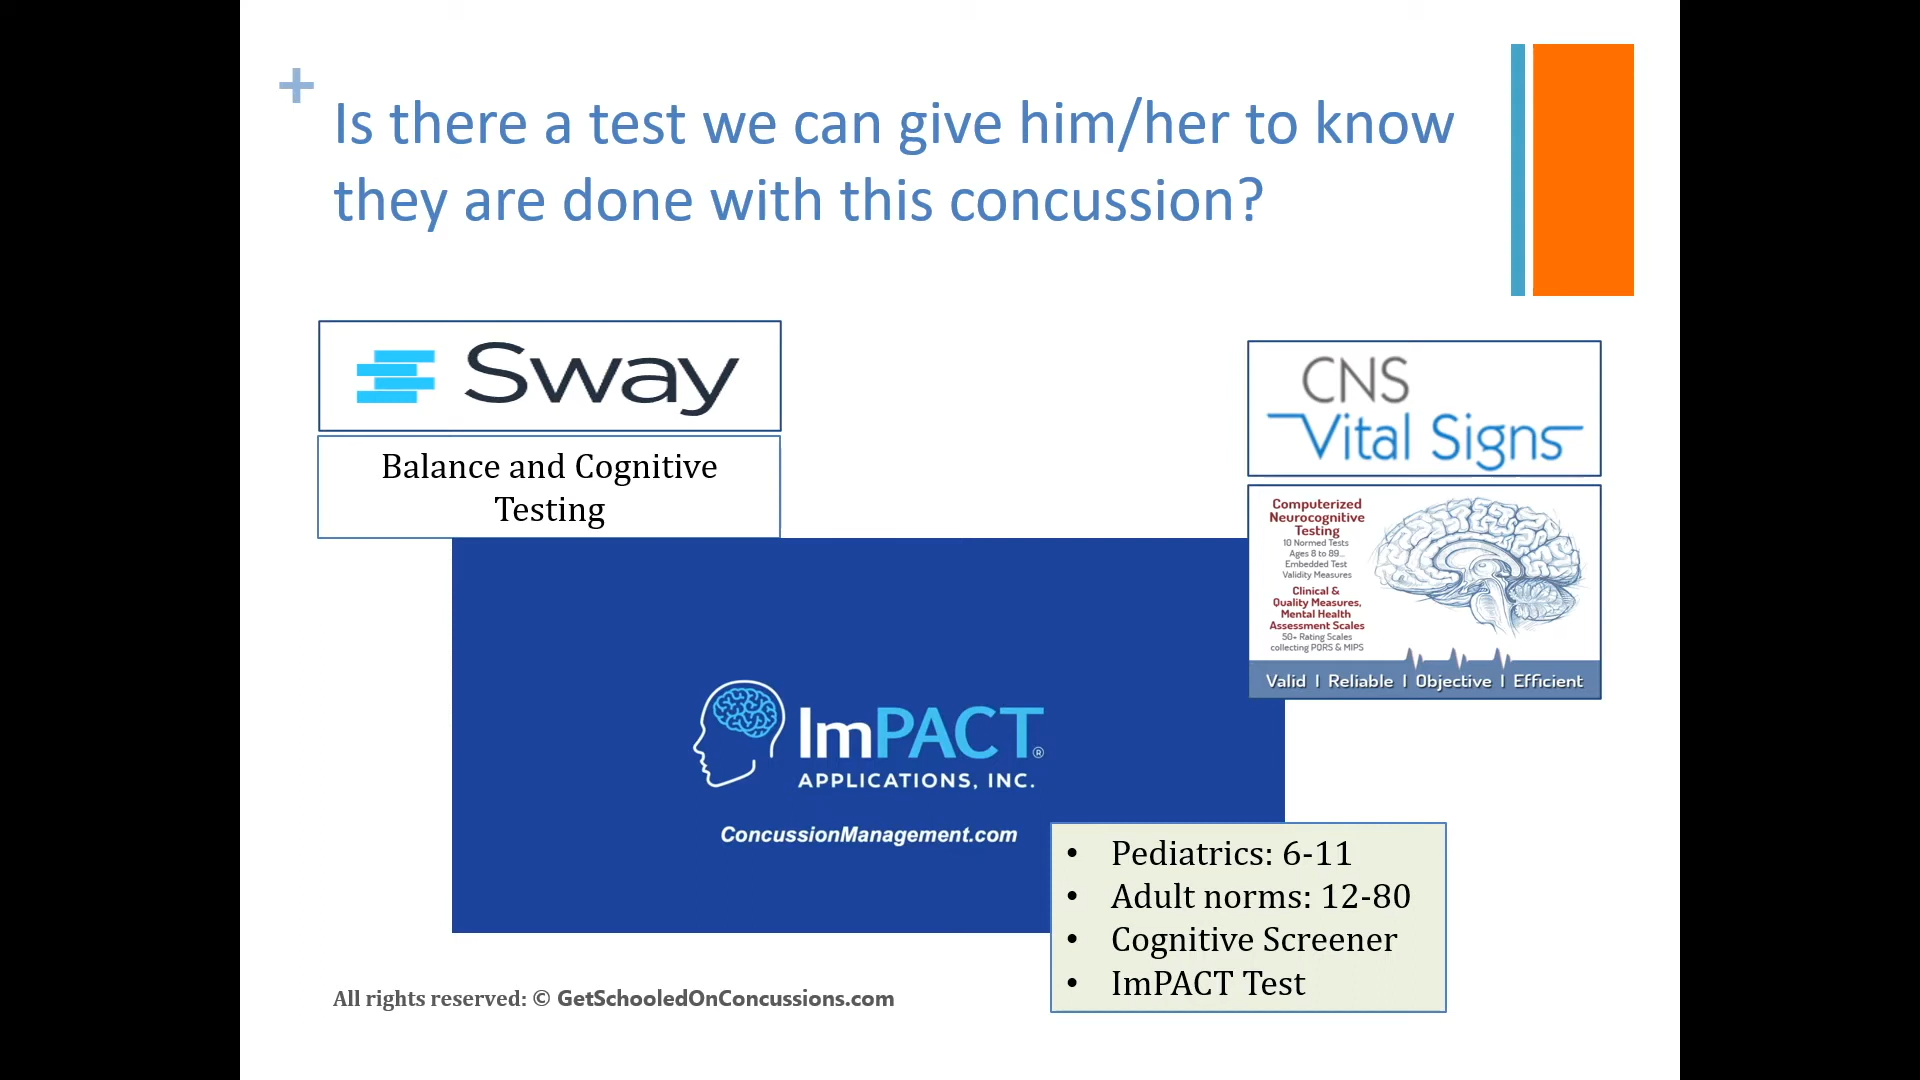 +
Is there a test we can give him/her to know
they are done with this concussion?
Sway
Balance and Cognitive
Testing
CNS
Vital Signs
Computerized
Neurocognitive
Testing
10 Normed Tests
Ages 8 to 89...
Embedded Test
Validity Measures
Clinical &
Quality Measures,
Mental Health
Assessment Scales
50+ Rating Scales
collecting PQRS & MIPS
Valid | Reliable | Objective | Efficient
ImPACT®
APPLICATIONS, INC.
ConcussionManagement.com
• Pediatrics: 6-11
• Adult norms: 12-80
• Cognitive Screener
• ImPACT Test
All rights reserved: © GetSchooledOnConcussions.com